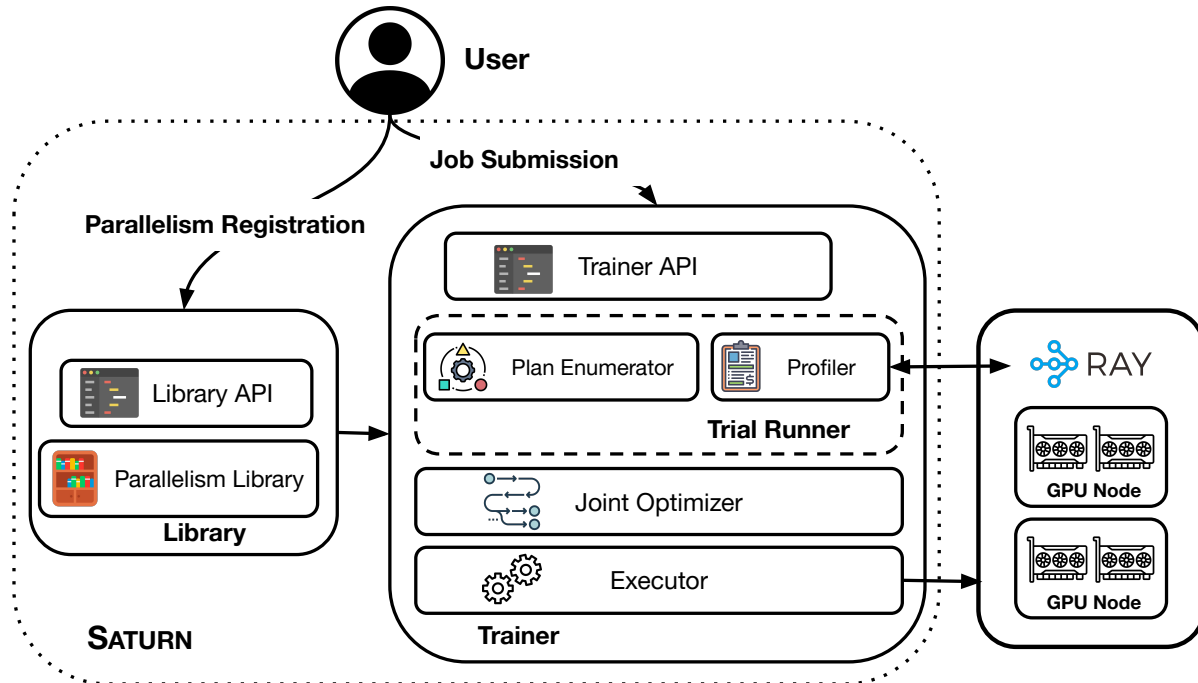 User
Job Submission
Parallelism Registration
Trainer API
Plan Enumerator
Profiler
Trial Runner
Library API
Parallelism Library
Library
Joint Optimizer
Executor
Trainer
SATURN
RAY
GPU Node
GPU Node